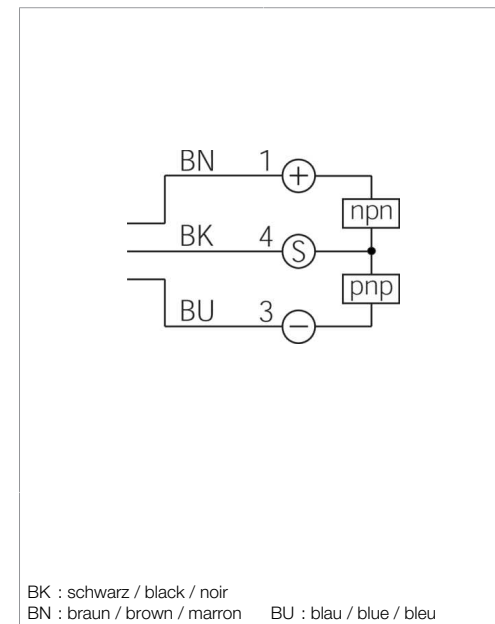 BN 1 +
npn
BK 4 S
pnp
BU 3 −
BK : schwarz / black / noir
BN : braun / brown / marron BU : blau / blue / bleu